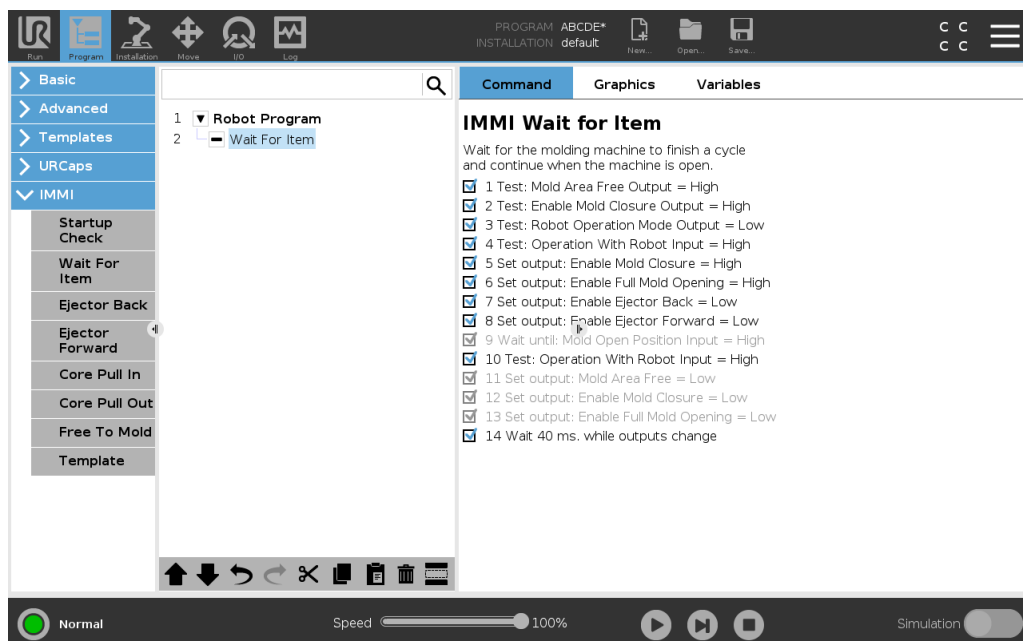 UR
PROGRAM ABCDE*
INSTALLATION default
C C
C C
Run Program Installation Move I/O Log New... Open... Save...
Basic
Advanced
Templates
URCaps
IMMI
Startup
Check
Wait For
Item
Ejector Back
Ejector
Forward
Core Pull In
Core Pull Out
Free To Mold
Template
1 Robot Program
2 Wait For Item
Command Graphics Variables
IMMI Wait for Item
Wait for the molding machine to finish a cycle
and continue when the machine is open.
1 Test: Mold Area Free Output = High
2 Test: Enable Mold Closure Output = High
3 Test: Robot Operation Mode Output = Low
4 Test: Operation With Robot Input = High
5 Set output: Enable Mold Closure = High
6 Set output: Enable Full Mold Opening = High
7 Set output: Enable Ejector Back = Low
8 Set output: Enable Ejector Forward = Low
9 Wait until: Mold Open Position Input = High
10 Test: Operation With Robot Input = High
11 Set output: Mold Area Free = Low
12 Set output: Enable Mold Closure = Low
13 Set output: Enable Full Mold Opening = Low
14 Wait 40 ms. while outputs change
Normal
Speed 100%
Simulation